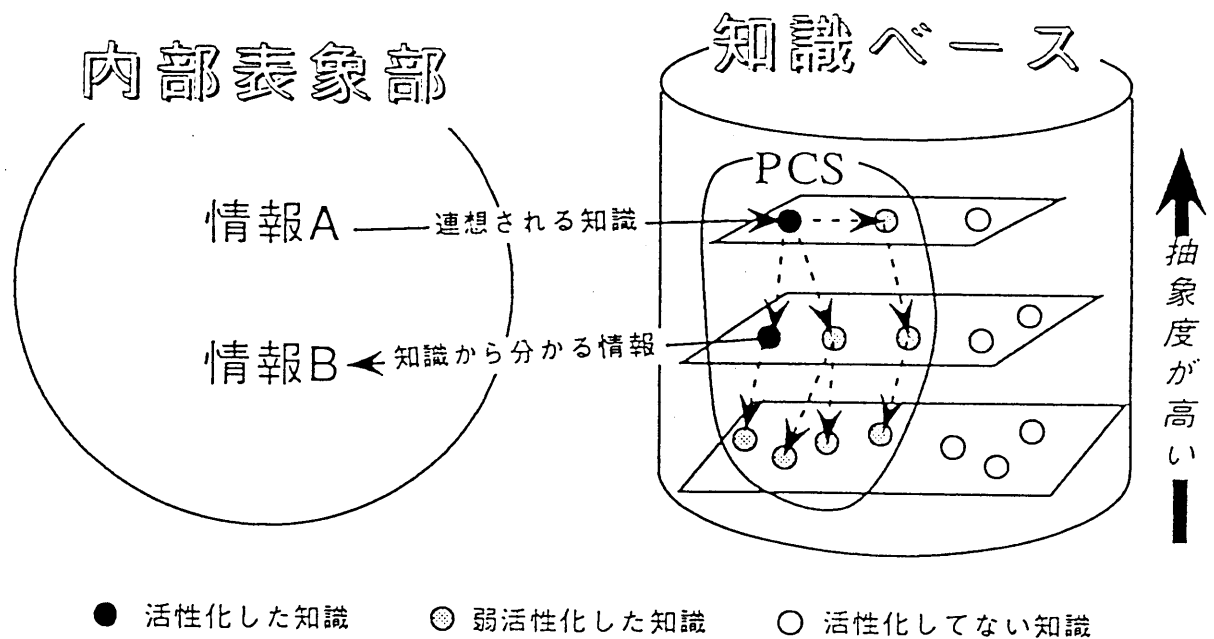 内部表象部
知識ベース
PCS
情報A
連想される知識
情報B
知識から分かる情報
抽象度が高い
活性化した知識
弱活性化した知識
活性化してない知識